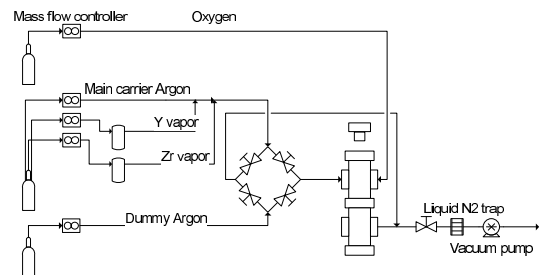 Mass flow controller
Oxygen
Main carrier Argon
Y vapor
Zr vapor
Dummy Argon
Liquid N2 trap
Vacuum pump